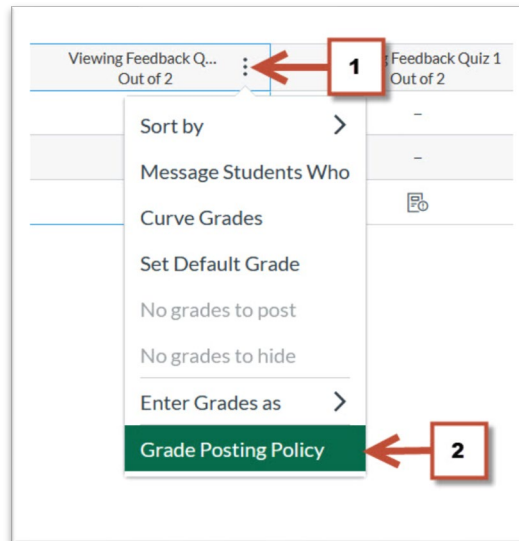 Viewing Feedback Q...
Out of 2
1
Feedback Quiz 1
Out of 2
–
–
Sort by
Message Students Who
Curve Grades
Set Default Grade
No grades to post
No grades to hide
Enter Grades as
Grade Posting Policy
2